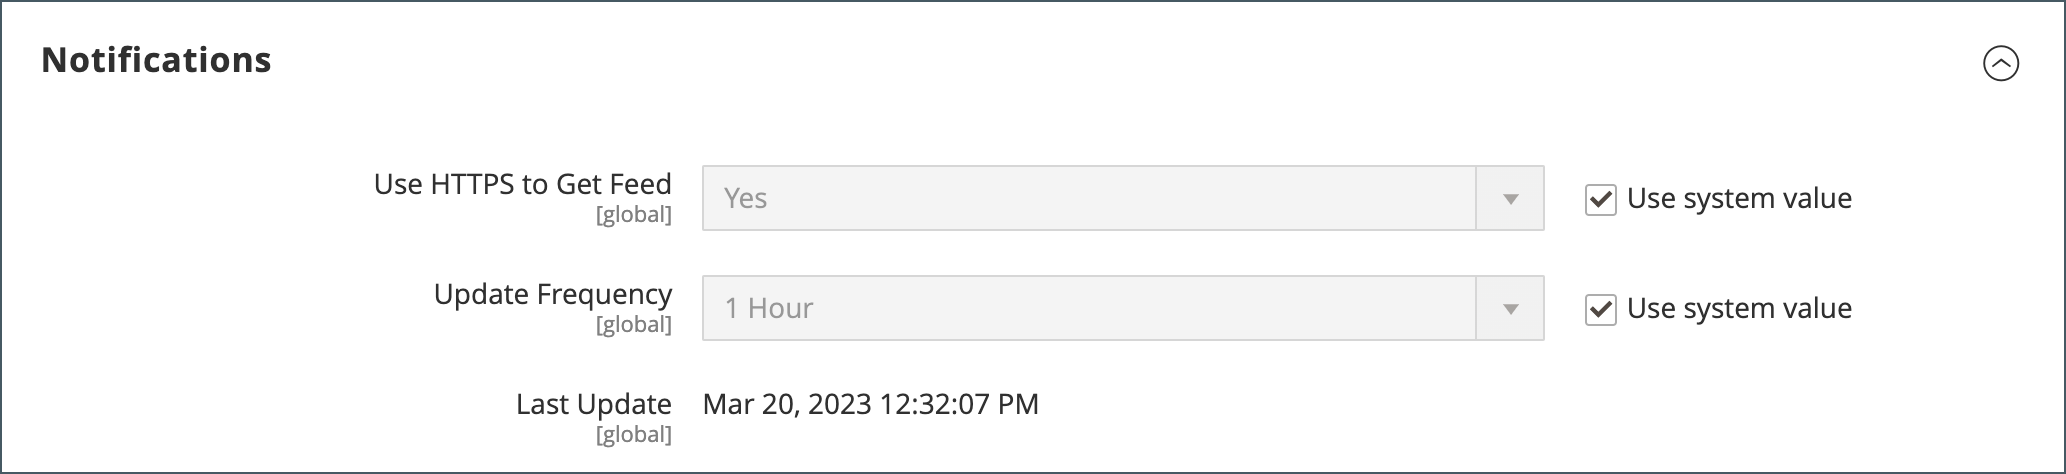 Notifications
Use HTTPS to Get Feed
[global]
Yes
Use system value
Update Frequency
[global]
1 Hour
Use system value
Last Update
[global]
Mar 20, 2023 12:32:07 PM